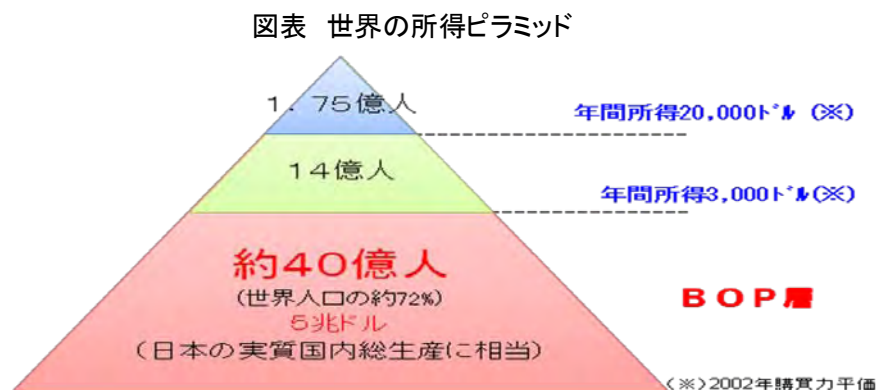 図表 世界の所得ピラミッド
1.75億人
年間所得20,000ドル (※)
14億人
年間所得3,000ドル(※)
約40億人
(世界人口の約72%)
5兆ドル
(日本の実質国内総生産に相当)
BOP層
(※)2002年購買力平価